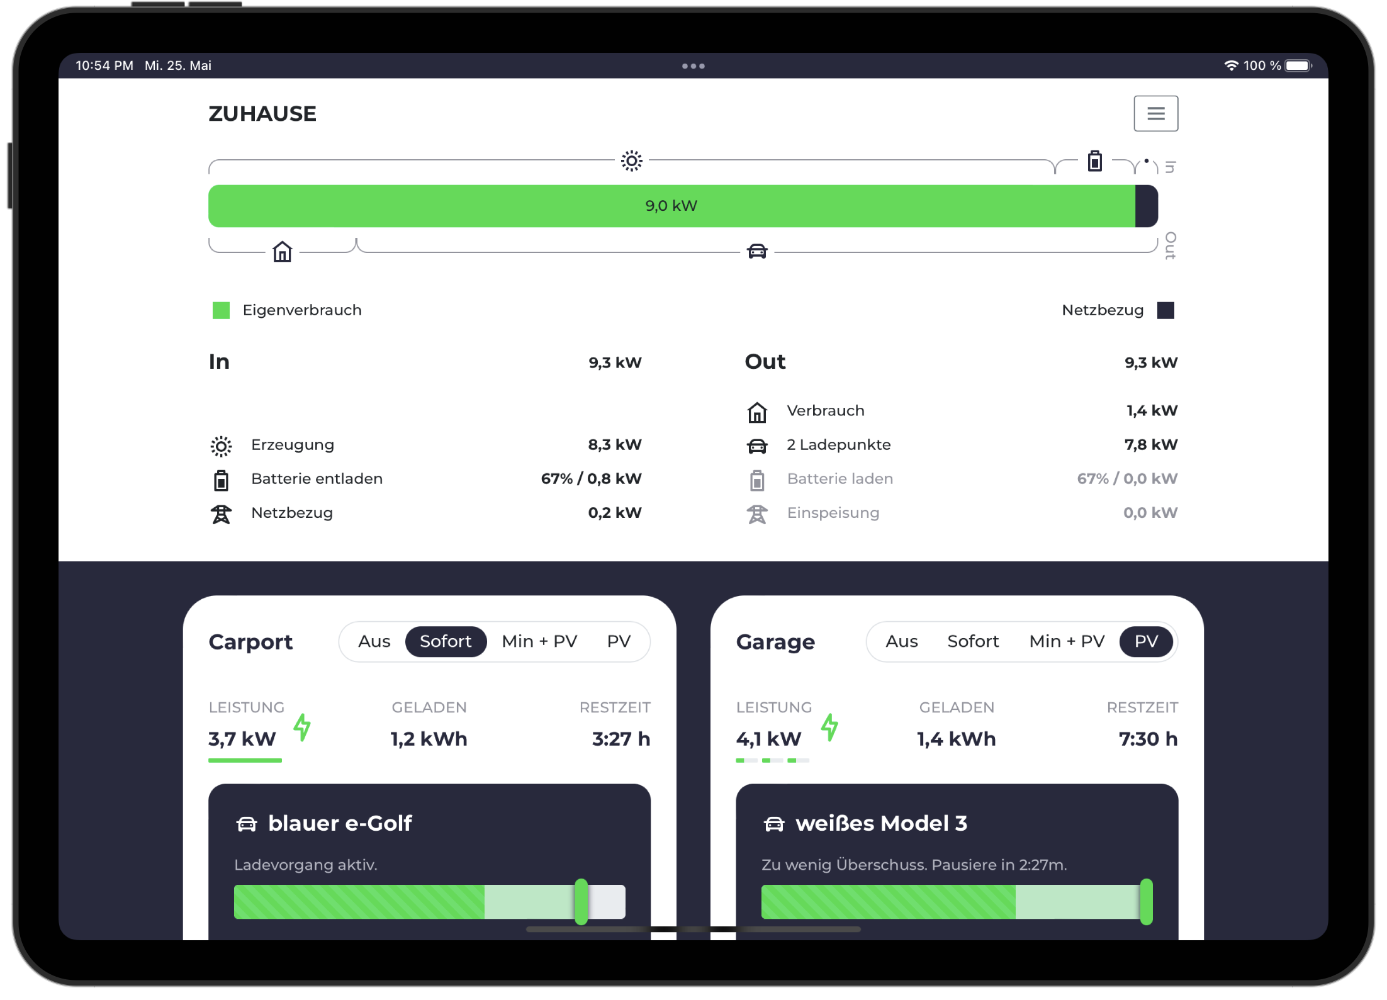 10:54 PM Mi. 25. Mai 100 %
ZUHAUSE
In
9,0 kW
Out
Eigenverbrauch Netzbezug
In 9,3 kW
Out 9,3 kW
Verbrauch 1,4 kW
Erzeugung 8,3 kW
2 Ladepunkte 7,8 kW
Batterie entladen 67% / 0,8 kW
Batterie laden 67% / 0,0 kW
Netzbezug 0,2 kW
Einspeisung 0,0 kW
Carport Aus Sofort Min + PV PV
LEISTUNG GELADEN RESTZEIT
3,7 kW 1,2 kWh 3:27 h
blauer e-Golf
Ladevorgang aktiv.
Garage Aus Sofort Min + PV PV
LEISTUNG GELADEN RESTZEIT
4,1 kW 1,4 kWh 7:30 h
weißes Model 3
Zu wenig Überschuss. Pausiere in 2:27m.